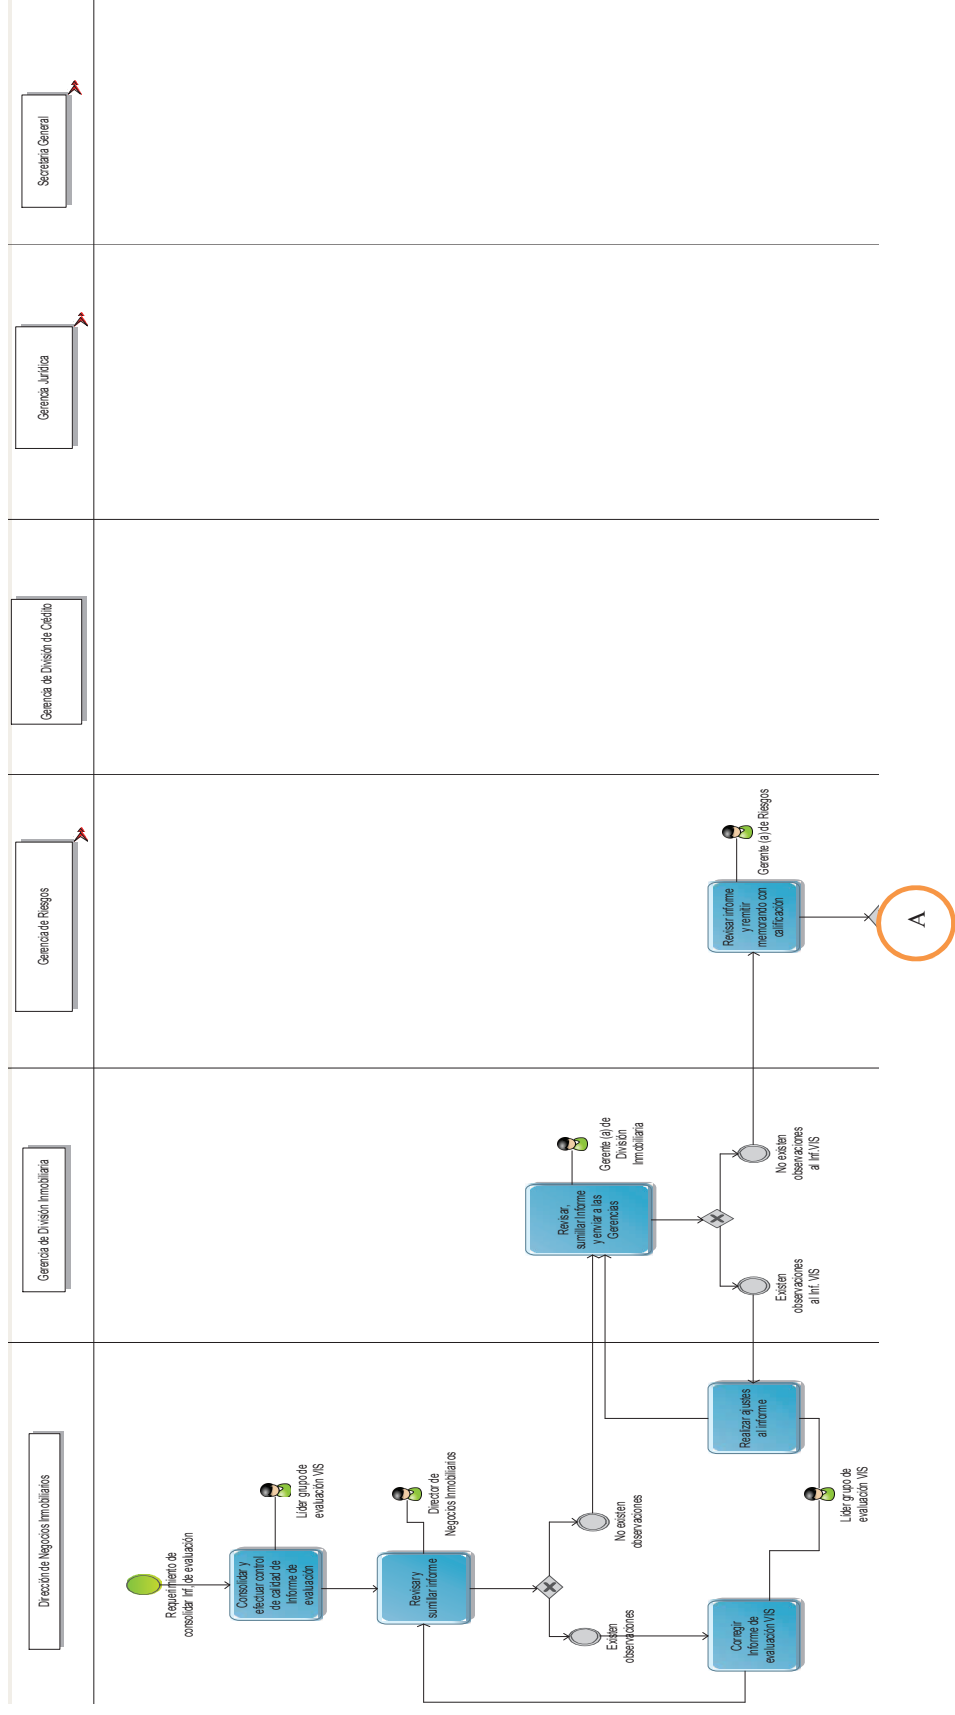 Dirección de Negocios Inmobiliarios
Gerencia de División Inmobiliaria
Gerencia de Riesgos
Gerencia de División de Crédito
Gerencia Jurídica
Secretaría General
Requerimiento de
consolidar Inf. de evaluación
Consolidar y
efectuar control
de calidad de
Informe de
evaluación
Líder grupo de
evaluación VIS
Revisar y
sumillar informe
Director de
Negocios Inmobiliarios
Existen
observaciones
No existen
observaciones
Revisar,
sumillar Informe
y enviar a las
Gerencias
Gerente (a) de
División
Inmobiliaria
Corregir
Informe de
evaluación VIS
Realizar ajustes
al informe
Líder grupo de
evaluación VIS
Existen
observaciones
al Inf. VIS
No existen
observaciones
al Inf.VIS
Revisar informe
y remitir
memorando con
calificación
Gerente (a) de Riesgos
A